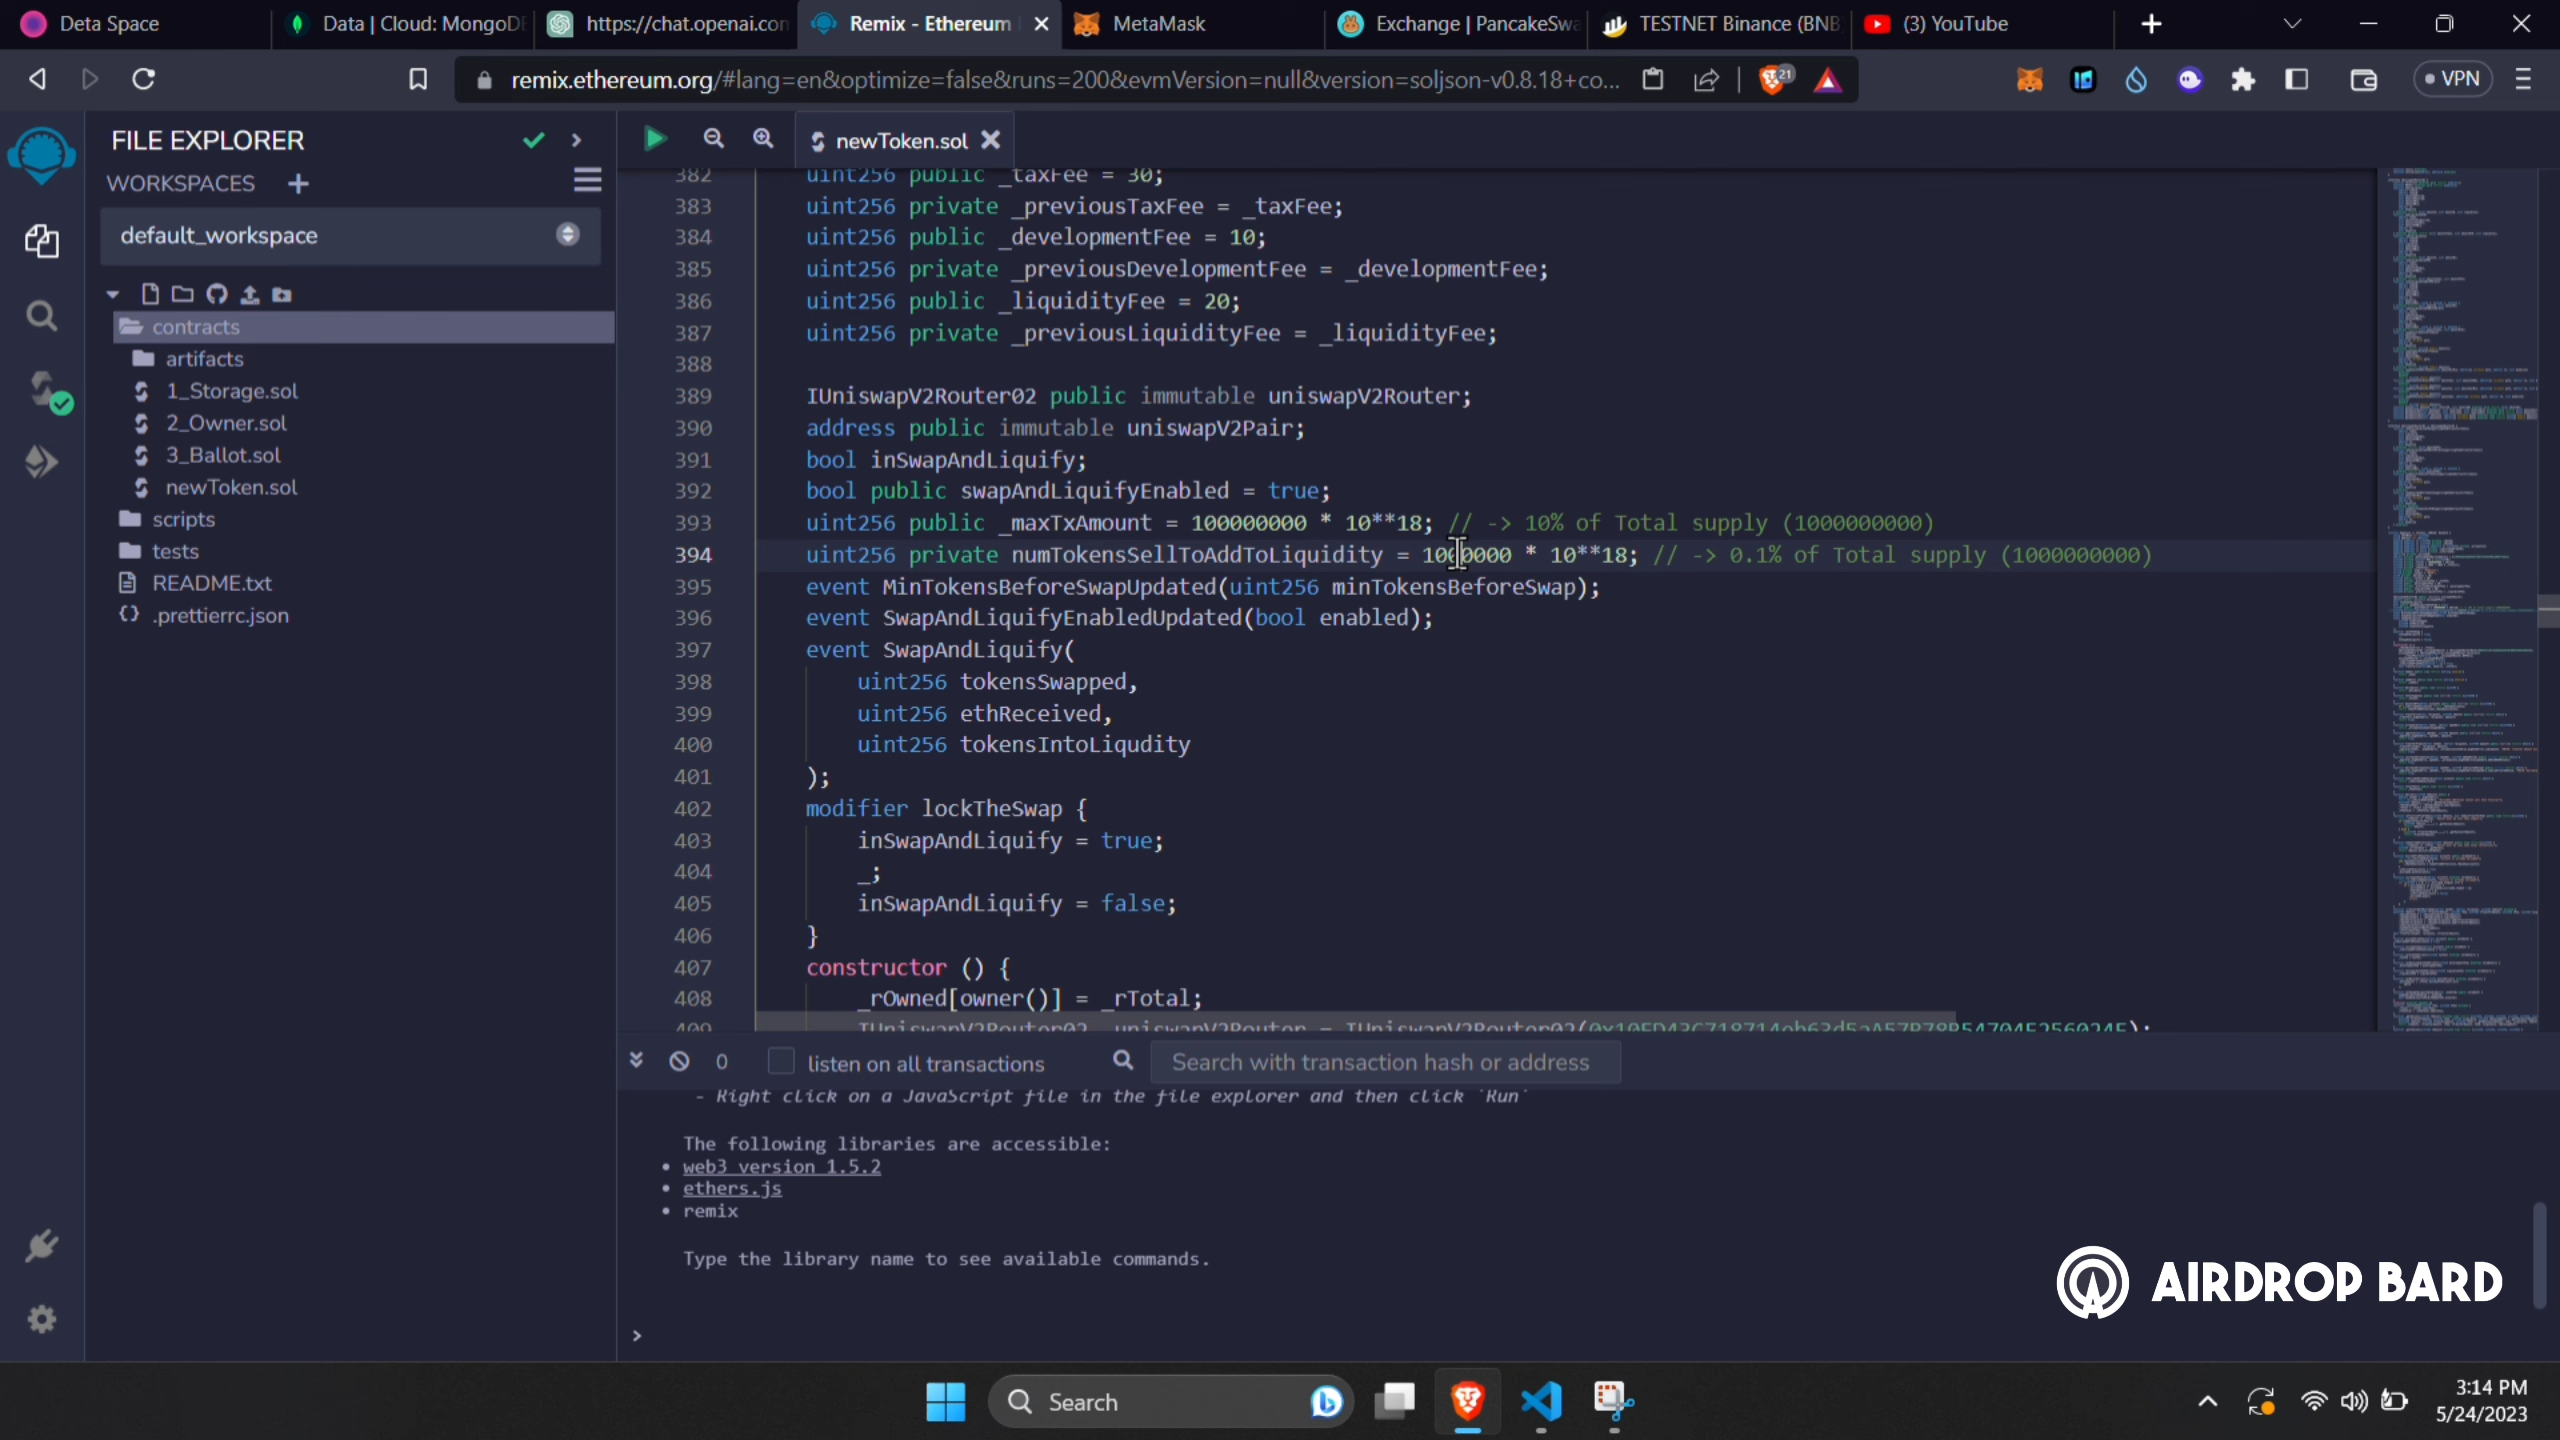 Deta Space
Data | Cloud: MongoDB
https://chat.openai.com
Remix - Ethereum
MetaMask
Exchange | PancakeSwa
TESTNET Binance (BNB
(3) YouTube
remix.ethereum.org/#lang=en&optimize=false&runs=200&evmVersion=null&version=soljson-v0.8.18+co...
21
VPN
FILE EXPLORER
WORKSPACES
default_workspace
contracts
artifacts
1_Storage.sol
2_Owner.sol
3_Ballot.sol
newToken.sol
scripts
tests
README.txt
.prettierrc.json
newToken.sol
382 uint256 public _taxFee = 30;
383 uint256 private _previousTaxFee = _taxFee;
384 uint256 public _developmentFee = 10;
385 uint256 private _previousDevelopmentFee = _developmentFee;
386 uint256 public _liquidityFee = 20;
387 uint256 private _previousLiquidityFee = _liquidityFee;
388
389 IUniswapV2Router02 public immutable uniswapV2Router;
390 address public immutable uniswapV2Pair;
391 bool inSwapAndLiquify;
392 bool public swapAndLiquifyEnabled = true;
393 uint256 public _maxTxAmount = 100000000 * 10**18; // -> 10% of Total supply (1000000000)
394 uint256 private numTokensSellToAddToLiquidity = 1000000 * 10**18; // -> 0.1% of Total supply (1000000000)
395 event MinTokensBeforeSwapUpdated(uint256 minTokensBeforeSwap);
396 event SwapAndLiquifyEnabledUpdated(bool enabled);
397 event SwapAndLiquify(
398 uint256 tokensSwapped,
399 uint256 ethReceived,
400 uint256 tokensIntoLiqudity
401 );
402 modifier lockTheSwap {
403 inSwapAndLiquify = true;
404 _;
405 inSwapAndLiquify = false;
406 }
407 constructor () {
408 _rOwned[owner()] = _rTotal;
409 IUniswapV2Router02 _uniswapV2Router = IUniswapV2Router02(
0
listen on all transactions
Search with transaction hash or address
- Right click on a JavaScript file in the file explorer and then click `Run`
The following libraries are accessible:
• web3 version 1.5.2
• ethers.js
• remix
Type the library name to see available commands.
>
AIRDROP BARD
Search
3:14 PM
5/24/2023